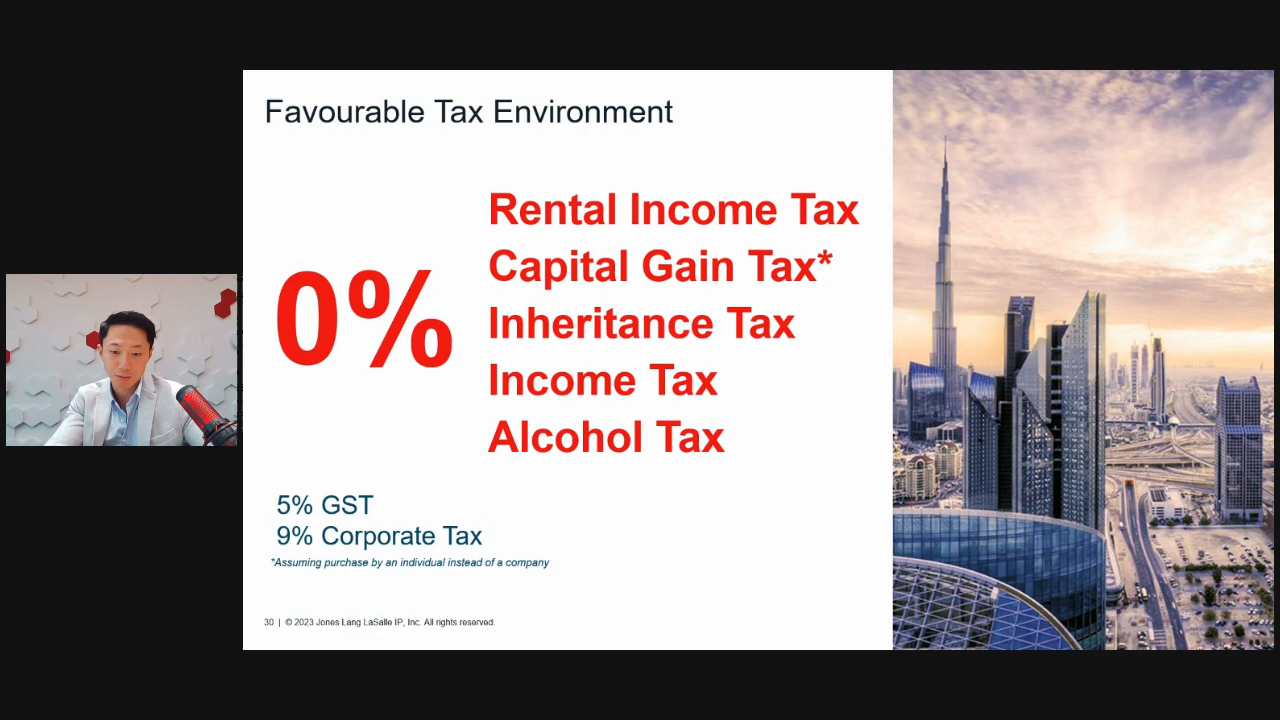 Favourable Tax Environment
0%
Rental Income Tax
Capital Gain Tax*
Inheritance Tax
Income Tax
Alcohol Tax
5% GST
9% Corporate Tax
*Assuming purchase by an individual instead of a company
30 | © 2023 Jones Lang LaSalle IP, Inc. All rights reserved